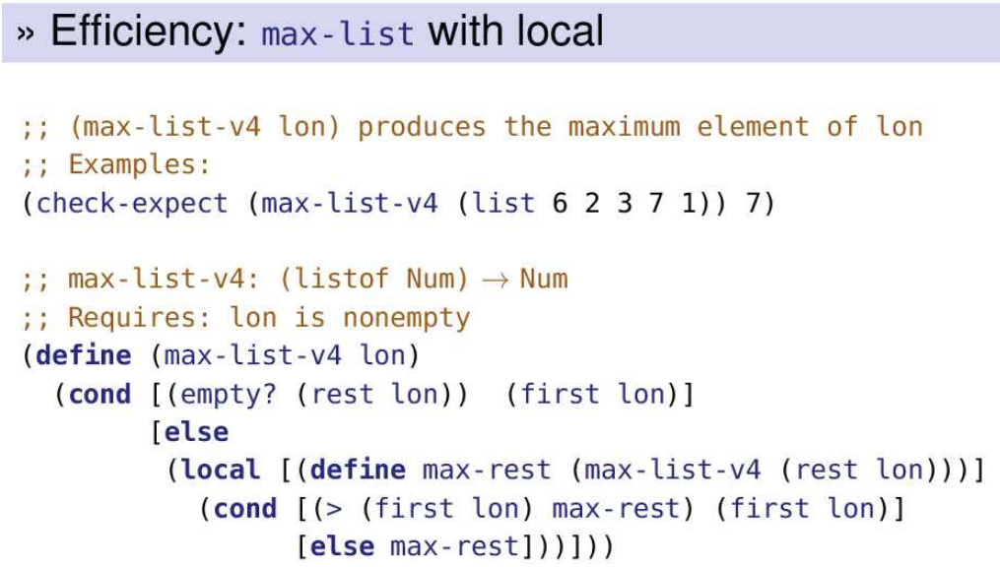 » Efficiency: max-list with local
;; (max-list-v4 lon) produces the maximum element of lon
;; Examples:
(check-expect (max-list-v4 (list 6 2 3 7 1)) 7)
;; max-list-v4: (listof Num) → Num
;; Requires: lon is nonempty
(define (max-list-v4 lon)
  (cond [(empty? (rest lon))  (first lon)]
        [else
         (local [(define max-rest (max-list-v4 (rest lon)))]
           (cond [(> (first lon) max-rest) (first lon)]
                 [else max-rest]))]))